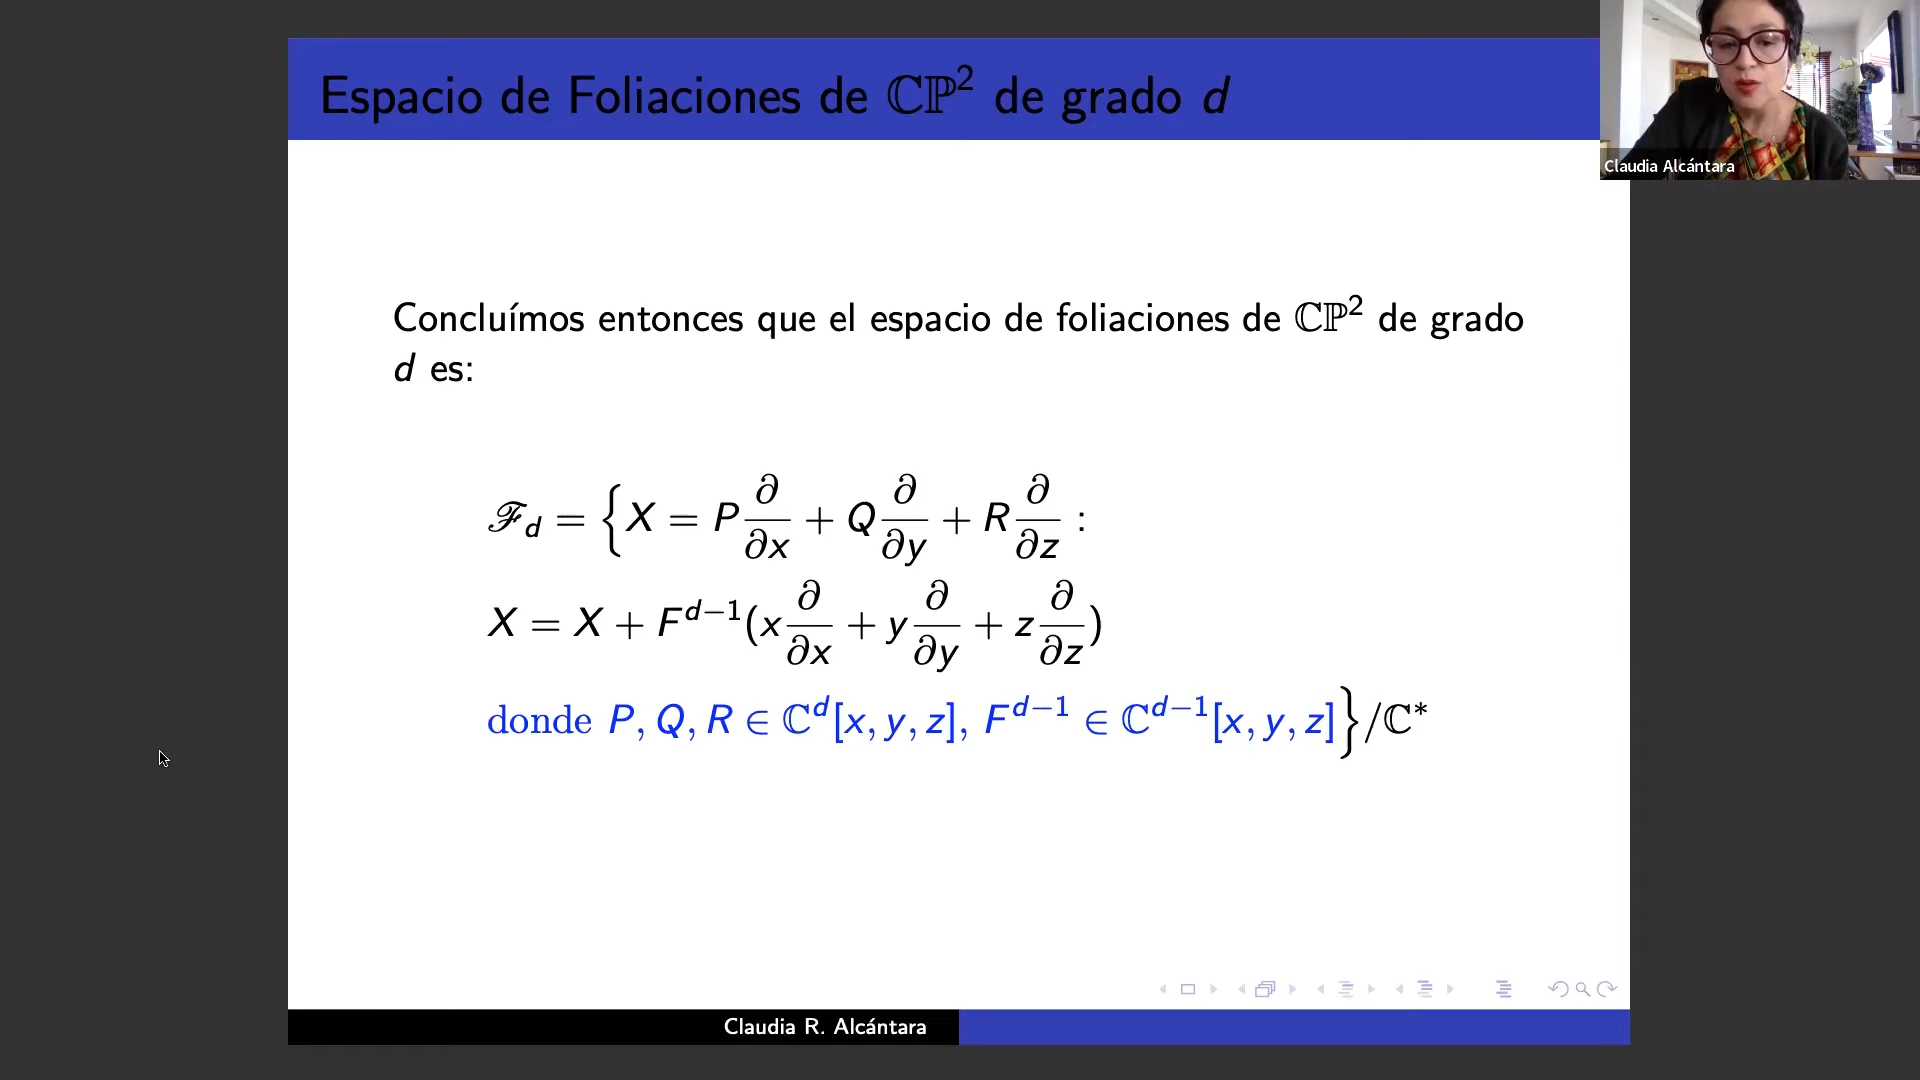 Espacio de Foliaciones de ℂℙ² de grado d
Claudia Alcántara
Concluímos entonces que el espacio de foliaciones de ℂℙ² de grado
d es:
ℱ_d = { X = P ∂/∂x + Q ∂/∂y + R ∂/∂z :
X = X + F^{d−1}(x ∂/∂x + y ∂/∂y + z ∂/∂z)
donde P, Q, R ∈ ℂ^d[x, y, z], F^{d−1} ∈ ℂ^{d−1}[x, y, z] } /ℂ*
Claudia R. Alcántara